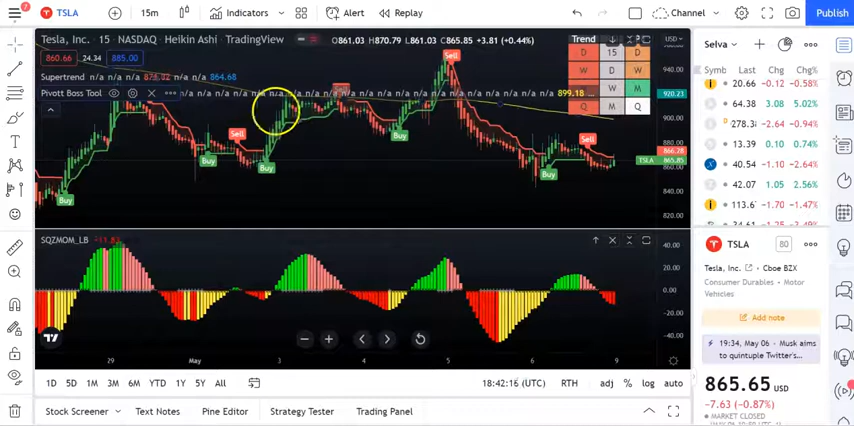 11
TSLA 15m Indicators Alert Replay Channel Publish
Tesla, Inc. · 15 · NASDAQ · Heikin Ashi · TradingView O861.03 H870.79 L861.03 C865.85 +3.81 (+0.44%)
860.66 24.34 885.00
Supertrend n/a n/a 876.02 n/a n/a 864.68
Pivott Boss Tool n/a n/a n/a n/a n/a n/a n/a n/a n/a 899.18 ...
Trend
D 15 D
W D W
M W M
Q M Q
Sell
Sell
Sell
Sell
Buy
Buy
Buy
Buy
Buy
USD
940.00
920.23
900.00
880.00
866.28
TSLA 865.85
840.00
820.00
SQZMOM_LB -11.83
40.00
20.00
0.00
-20.00
-40.00
29 May 3 4 5 6 9
1D 5D 1M 3M 6M YTD 1Y 5Y All 18:42:16 (UTC) RTH adj % log auto
Stock Screener Text Notes Pine Editor Strategy Tester Trading Panel
Selva
Symb Last Chg Chg%
20.66 -0.12 -0.58%
64.38 3.08 5.02%
D 278.3 -2.64 -0.94%
13.39 0.10 0.74%
40.54 -1.10 -2.64%
42.07 1.05 2.56%
113.6 -1.70 -1.47%
TSLA 80
Tesla, Inc. Cboe BZX
Consumer Durables • Motor
Vehicles
Add note
19:34, May 06 • Musk aims
to quintuple Twitter's...
865.65 USD
-7.63 (-0.87%)
MARKET CLOSED